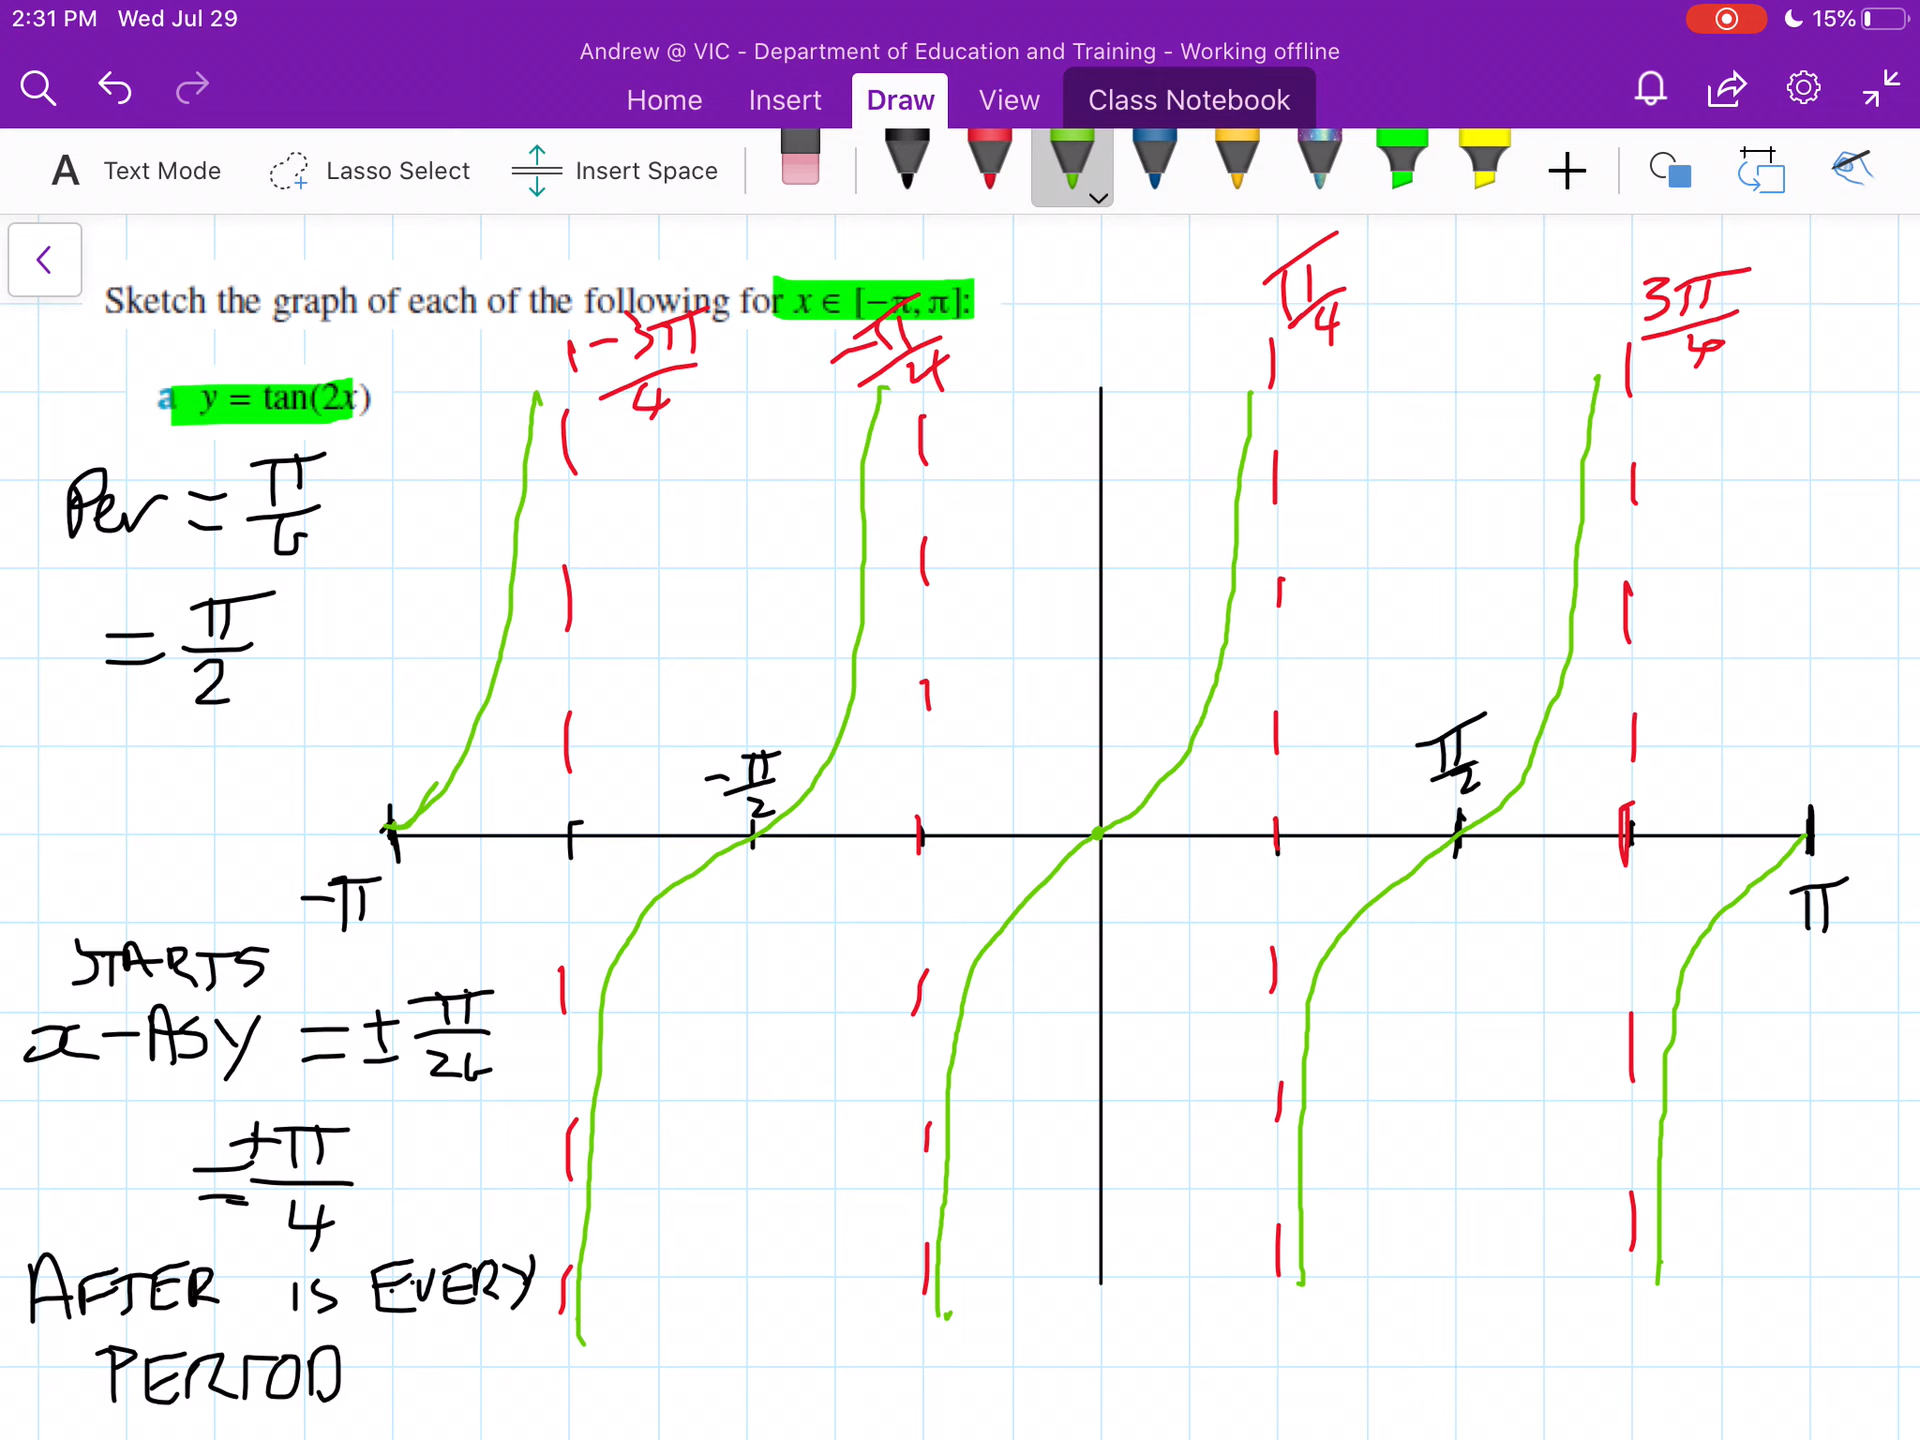 2:31 PM Wed Jul 29
15%
Andrew @ VIC - Department of Education and Training - Working offline
Home Insert Draw View Class Notebook
A Text Mode Lasso Select Insert Space
Sketch the graph of each of the following for x ∈ [−π, π]:
a y = tan(2x)
-3π/4
-π/4
π/4
3π/4
Per = π/b
= π/2
-π/2
π/2
-π
π
STARTS
x-ASY = ± π/2b
= ±π/4
AFTER IS EVERY
PERIOD